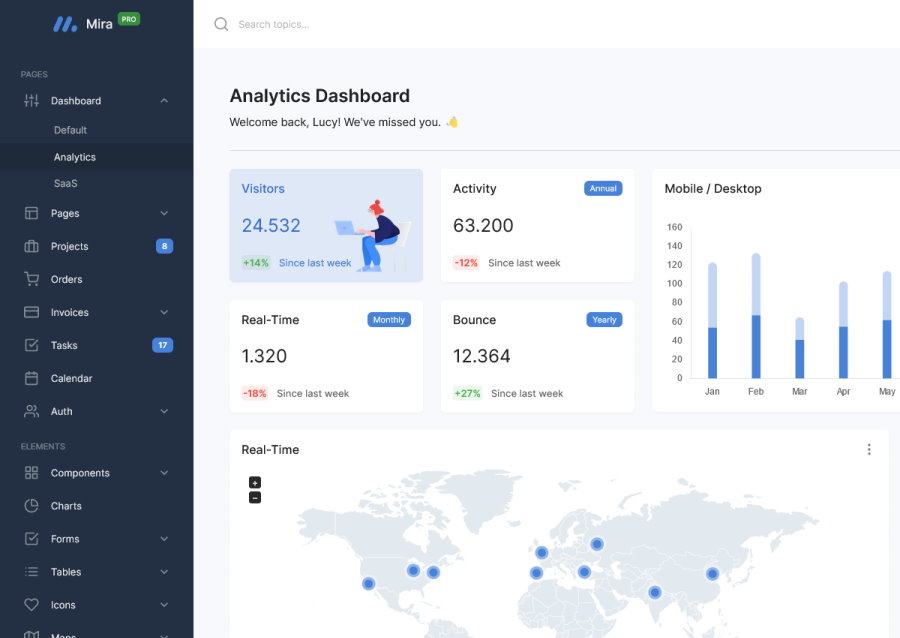 Mira PRO
Search topics...
PAGES
Dashboard
Default
Analytics
SaaS
Pages
Projects 8
Orders
Invoices
Tasks 17
Calendar
Auth
ELEMENTS
Components
Charts
Forms
Tables
Icons
Maps
Analytics Dashboard
Welcome back, Lucy! We've missed you. 👋
Visitors
24.532
+14% Since last week
Activity Annual
63.200
-12% Since last week
Real-Time Monthly
1.320
-18% Since last week
Bounce Yearly
12.364
+27% Since last week
Mobile / Desktop
160
140
120
100
80
60
40
20
0
Jan Feb Mar Apr May
Real-Time
+
−